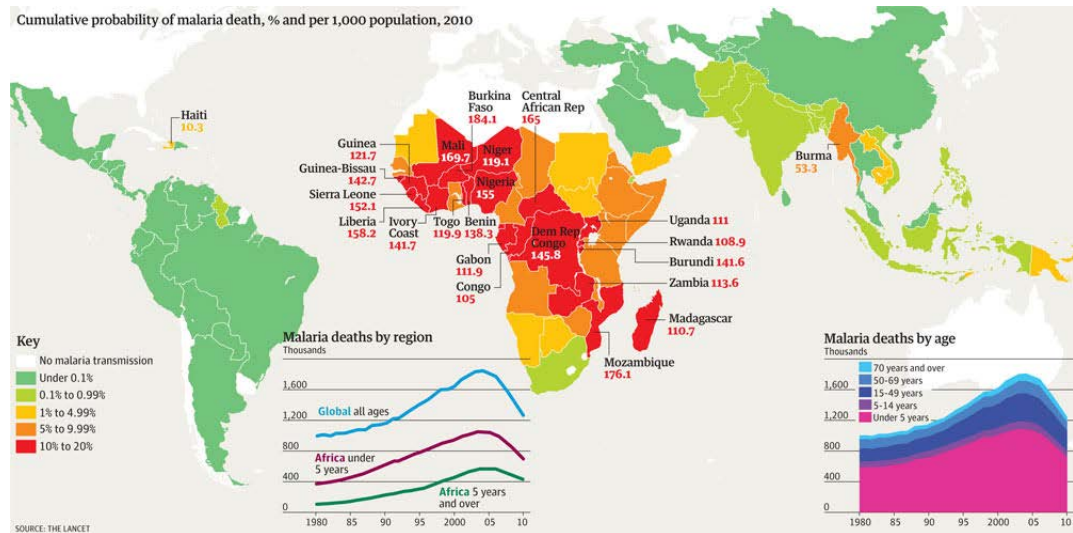 Cumulative probability of malaria death, % and per 1,000 population, 2010
Haiti
10.3
Guinea
121.7
Guinea-Bissau
142.7
Sierra Leone
152.1
Liberia
158.2
Ivory
Coast
141.7
Togo
119.9
Benin
138.3
Burkina
Faso
184.1
Central
African Rep
165
Mali
169.7
Niger
119.1
Nigeria
155
Gabon
111.9
Congo
105
Dem Rep
Congo
145.8
Uganda 111
Rwanda 108.9
Burundi 141.6
Zambia 113.6
Madagascar
110.7
Mozambique
176.1
Burma
53.3
Key
No malaria transmission
Under 0.1%
0.1% to 0.99%
1% to 4.99%
5% to 9.99%
10% to 20%
Malaria deaths by region
Thousands
1,600
1,200
800
400
0
Global all ages
Africa under
5 years
Africa 5 years
and over
1980 85 90 95 2000 05 10
Malaria deaths by age
Thousands
1,600
1,200
800
400
0
70 years and over
50-69 years
15-49 years
5-14 years
Under 5 years
1980 85 90 95 2000 05 10
SOURCE: THE LANCET